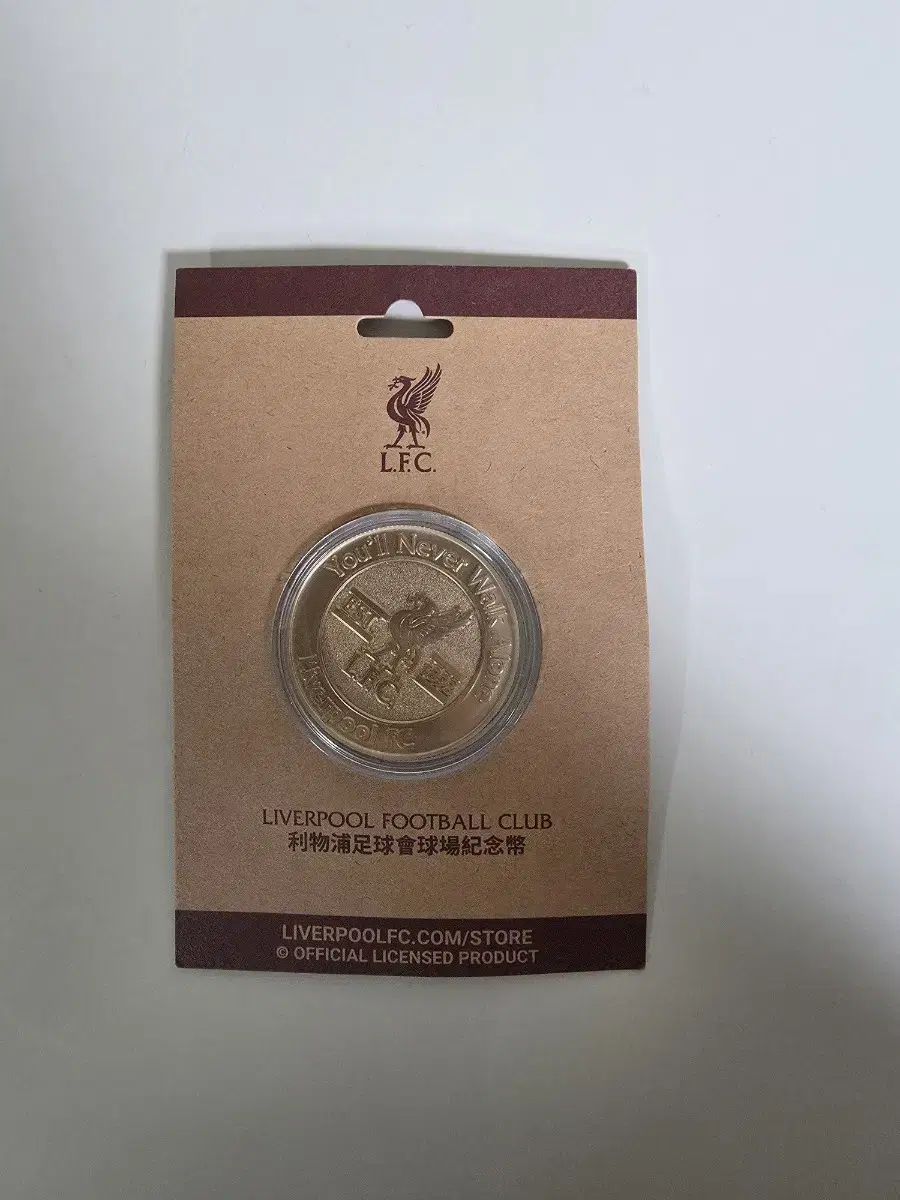 L.F.C.
You'll Never Walk Alone
L.F.C.
Liverpool FC
LIVERPOOL FOOTBALL CLUB
利物浦足球會球場紀念幣
LIVERPOOLFC.COM/STORE
© OFFICIAL LICENSED PRODUCT